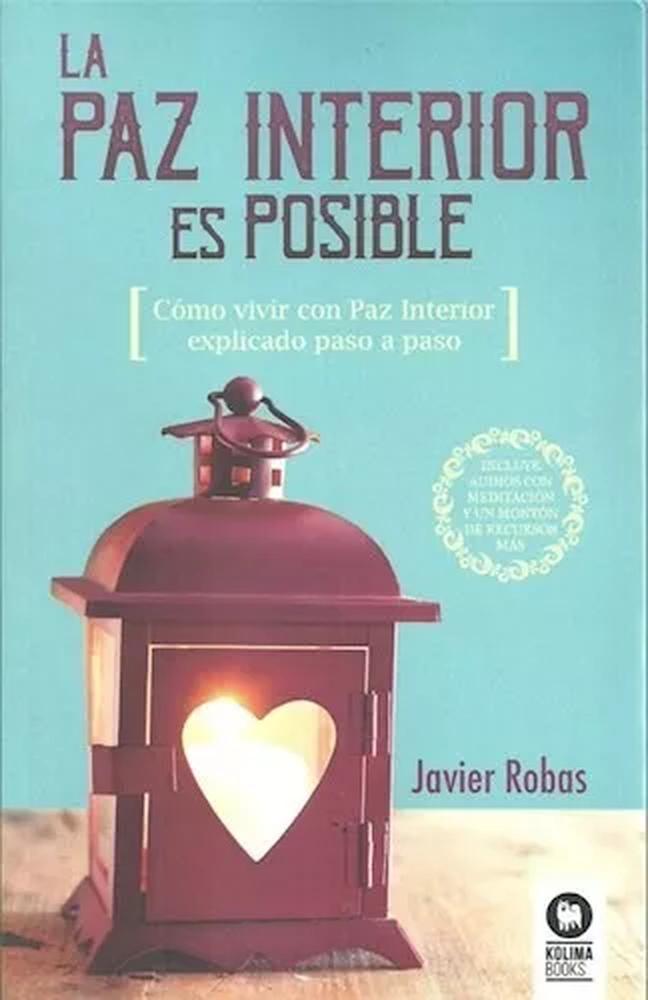 LA
PAZ INTERIOR
ES POSIBLE
Cómo vivir con Paz Interior
explicado paso a paso
INCLUYE
AUDIOS CON
MEDITACIÓN
Y UN MONTÓN
DE RECURSOS
MÁS
Javier Robas
KOLIMA
BOOKS